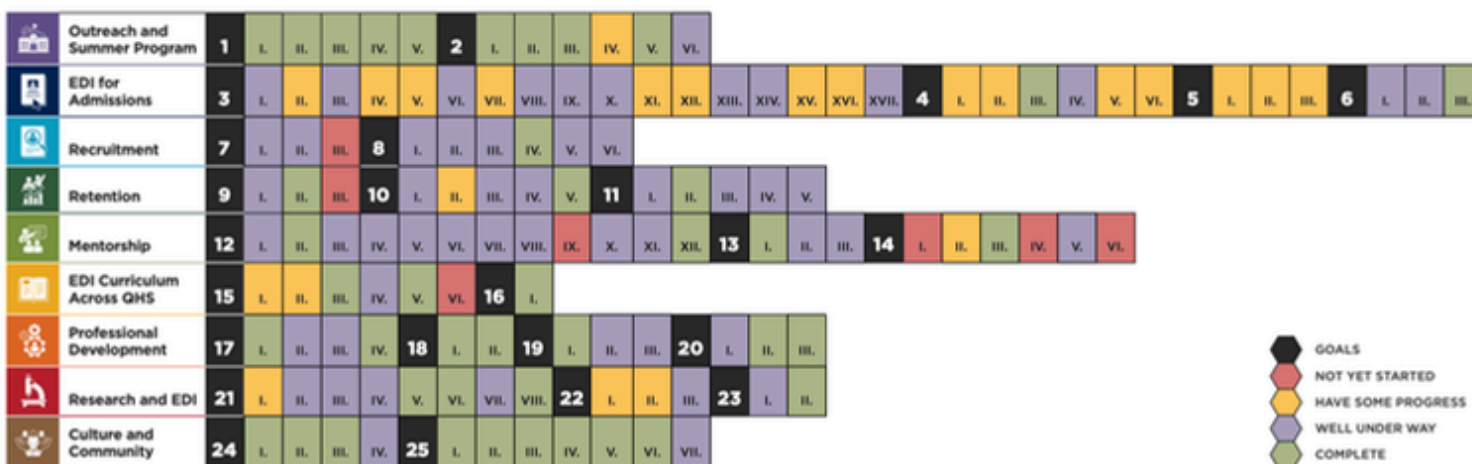 Outreach and
Summer Program 1 I. II. III. IV. V. 2 I. II. III. IV. V. VI.
EDI for
Admissions 3 I. II. III. IV. V. VI. VII. VIII. IX. X. XI. XII. XIII. XIV. XV. XVI. XVII. 4 I. II. III. IV. V. VI. 5 I. II. III. 6 I. II. III.
Recruitment 7 I. II. III. 8 I. II. III. IV. V. VI.
Retention 9 I. II. III. 10 I. II. III. IV. V. 11 I. II. III. IV. V.
Mentorship 12 I. II. III. IV. V. VI. VII. VIII. IX. X. XI. XII. 13 I. II. III. 14 I. II. III. IV. V. VI.
EDI Curriculum
Across QHS 15 I. II. III. IV. V. VI. 16 I.
Professional
Development 17 I. II. III. IV. 18 I. II. 19 I. II. III. 20 I. II. III.
Research and EDI 21 I. II. III. IV. V. VI. VII. VIII. 22 I. II. III. 23 I. II.
Culture and
Community 24 I. II. III. IV. 25 I. II. III. IV. V. VI. VII.
GOALS
NOT YET STARTED
HAVE SOME PROGRESS
WELL UNDER WAY
COMPLETE